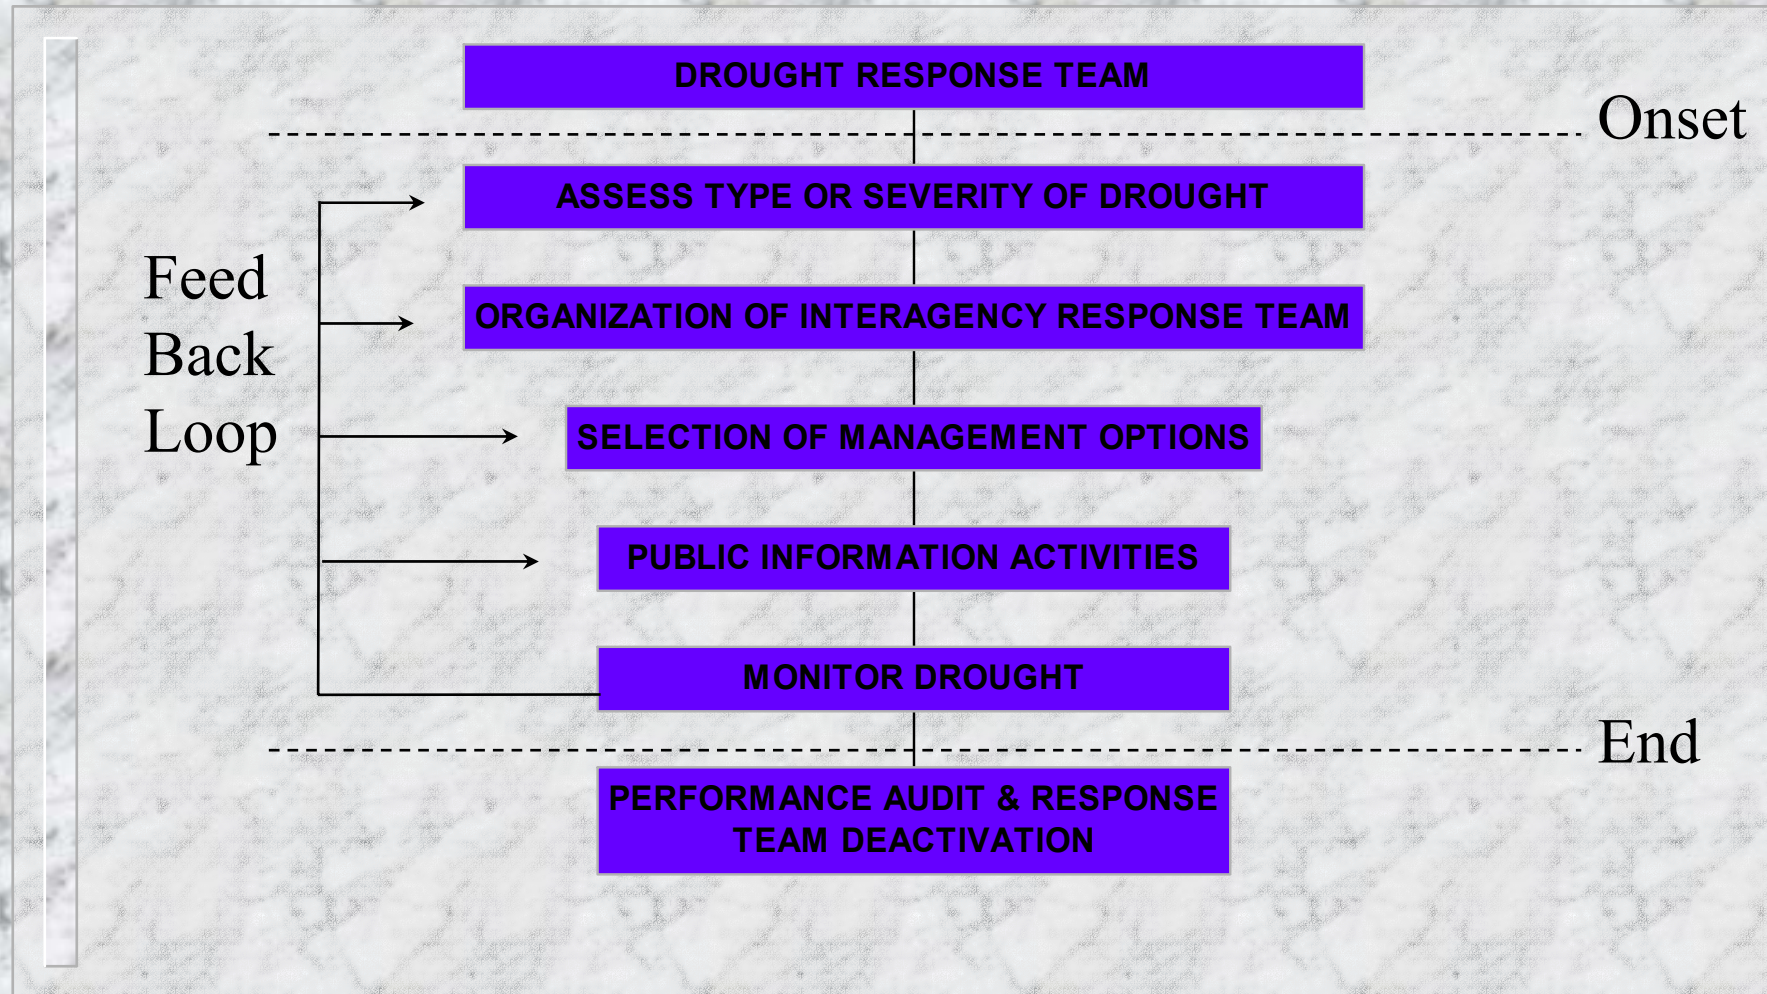 DROUGHT RESPONSE TEAM
Onset
ASSESS TYPE OR SEVERITY OF DROUGHT
Feed
Back
Loop
ORGANIZATION OF INTERAGENCY RESPONSE TEAM
SELECTION OF MANAGEMENT OPTIONS
PUBLIC INFORMATION ACTIVITIES
MONITOR DROUGHT
End
PERFORMANCE AUDIT & RESPONSE
TEAM DEACTIVATION